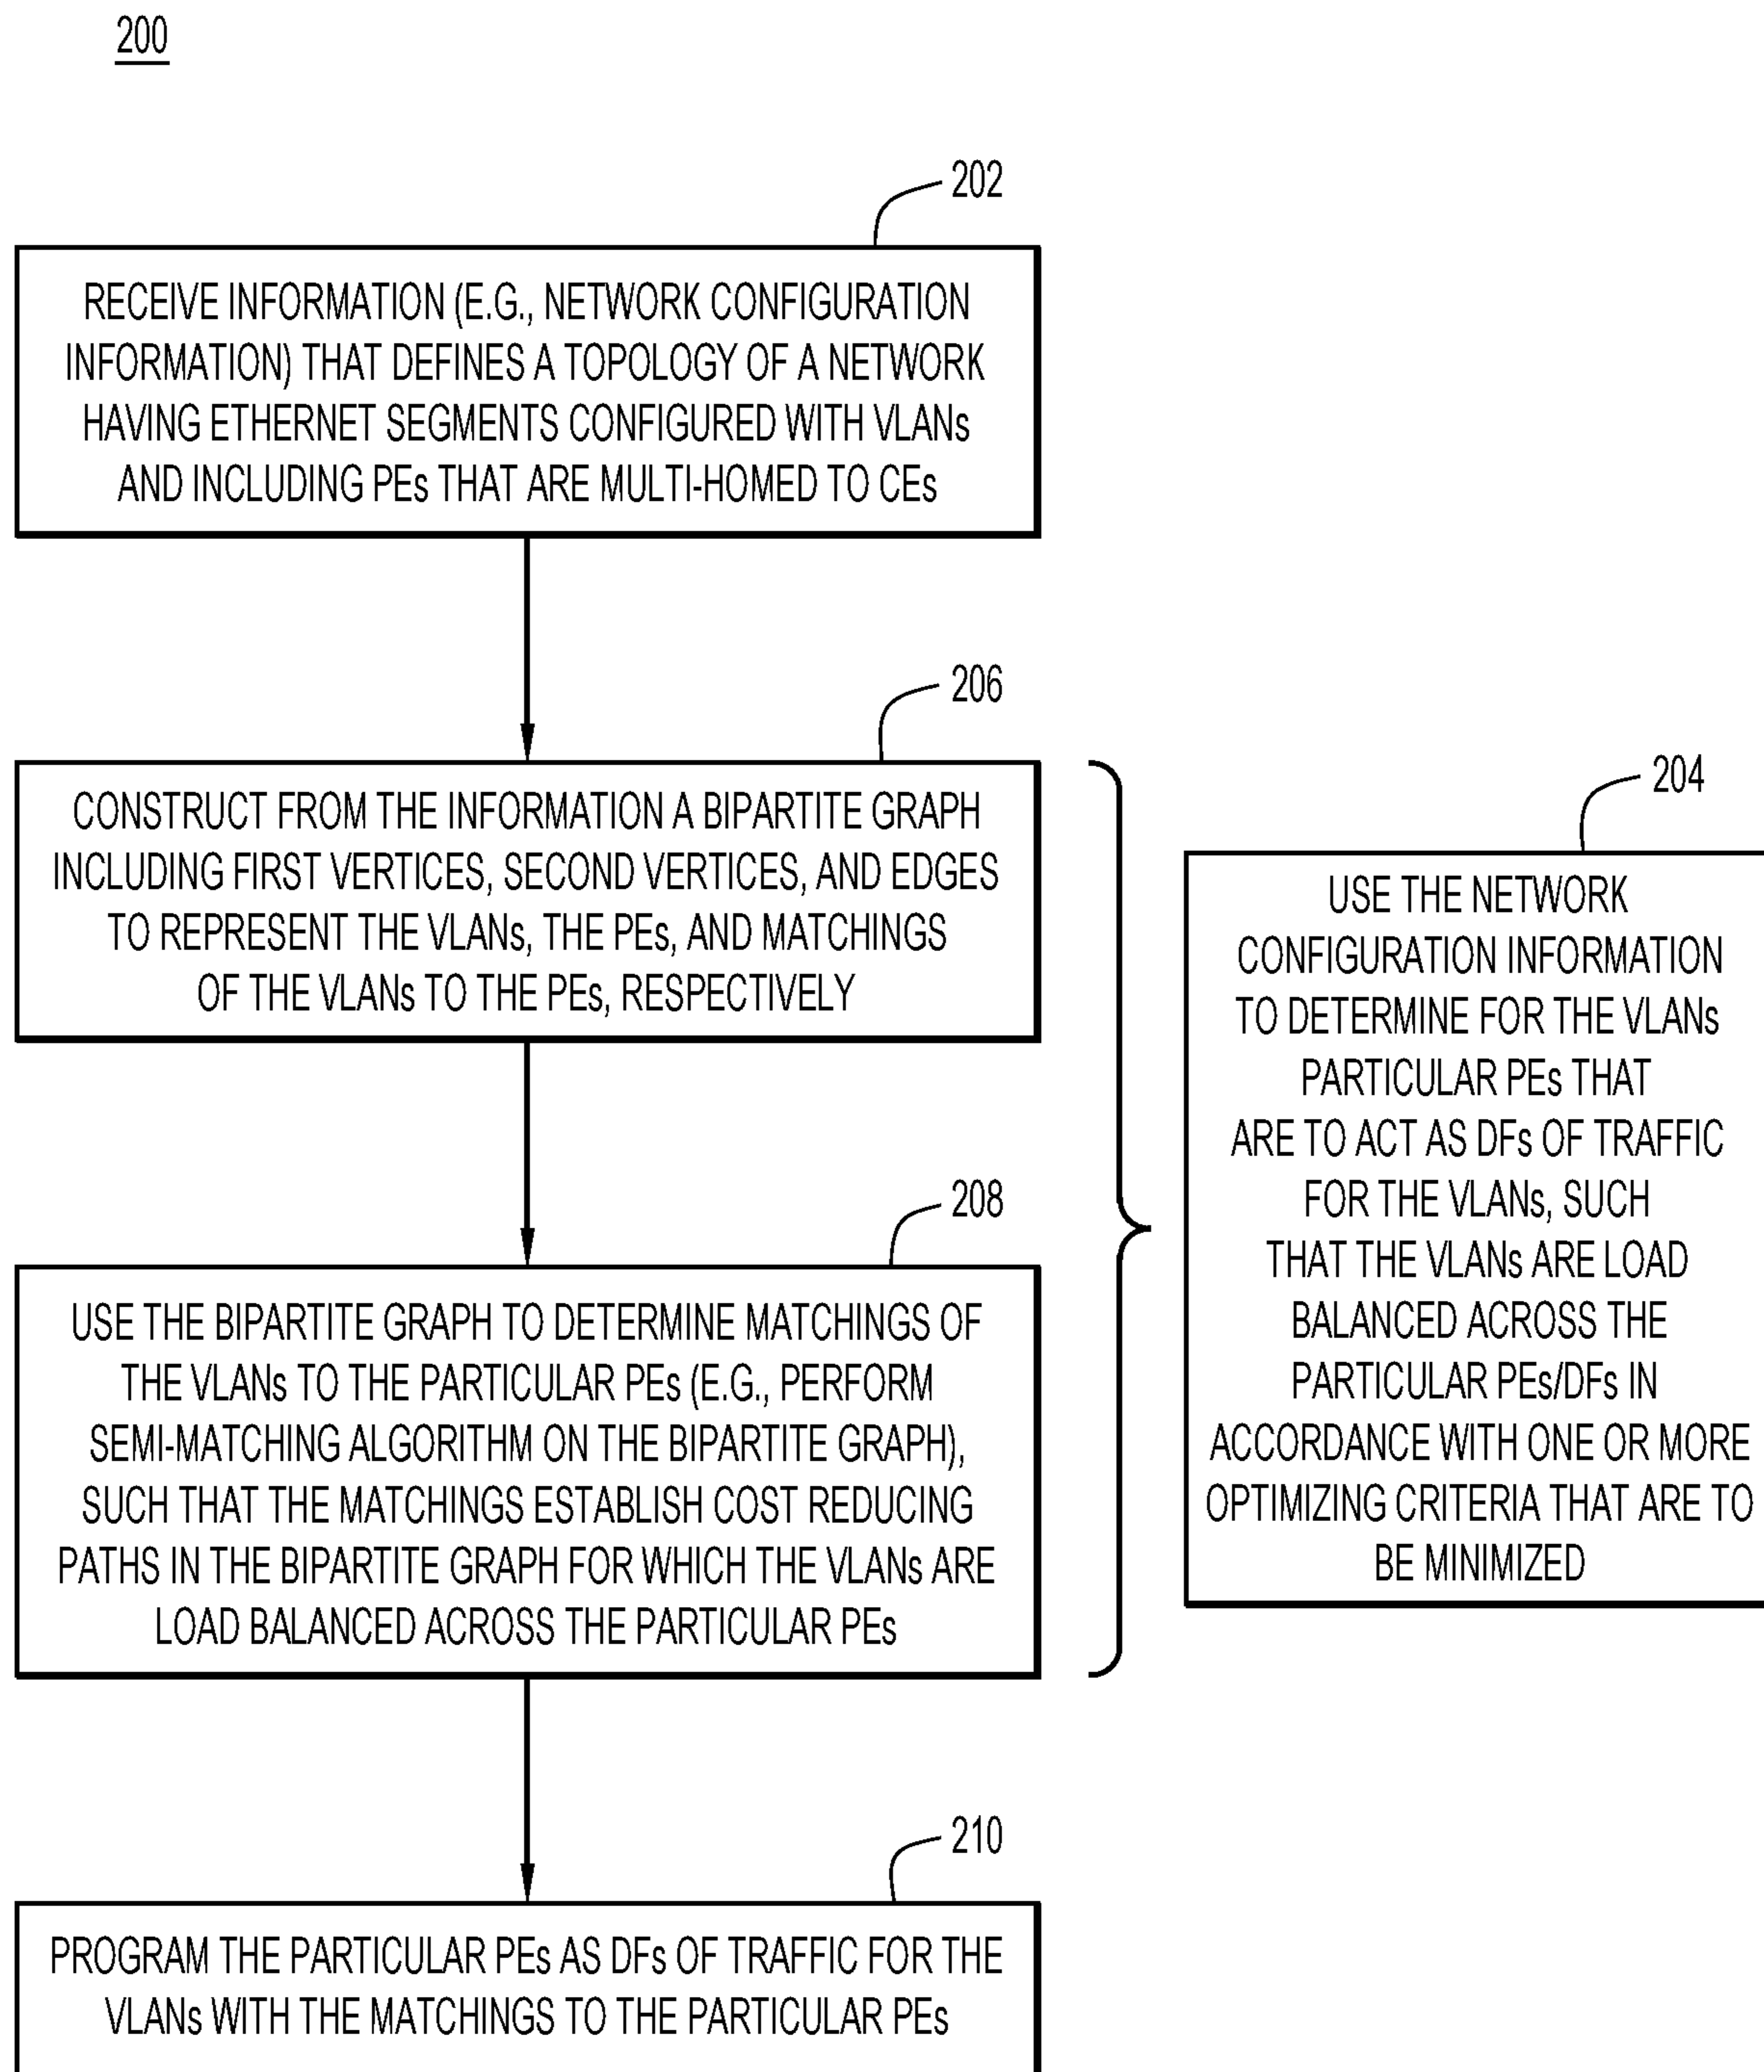 200
202
RECEIVE INFORMATION (E.G., NETWORK CONFIGURATION
INFORMATION) THAT DEFINES A TOPOLOGY OF A NETWORK
HAVING ETHERNET SEGMENTS CONFIGURED WITH VLANs
AND INCLUDING PEs THAT ARE MULTI-HOMED TO CEs
206
CONSTRUCT FROM THE INFORMATION A BIPARTITE GRAPH
INCLUDING FIRST VERTICES, SECOND VERTICES, AND EDGES
TO REPRESENT THE VLANs, THE PEs, AND MATCHINGS
OF THE VLANs TO THE PEs, RESPECTIVELY
204
USE THE NETWORK
CONFIGURATION INFORMATION
TO DETERMINE FOR THE VLANs
PARTICULAR PEs THAT
ARE TO ACT AS DFs OF TRAFFIC
FOR THE VLANs, SUCH
THAT THE VLANs ARE LOAD
BALANCED ACROSS THE
PARTICULAR PEs/DFs IN
ACCORDANCE WITH ONE OR MORE
OPTIMIZING CRITERIA THAT ARE TO
BE MINIMIZED
208
USE THE BIPARTITE GRAPH TO DETERMINE MATCHINGS OF
THE VLANs TO THE PARTICULAR PEs (E.G., PERFORM
SEMI-MATCHING ALGORITHM ON THE BIPARTITE GRAPH),
SUCH THAT THE MATCHINGS ESTABLISH COST REDUCING
PATHS IN THE BIPARTITE GRAPH FOR WHICH THE VLANs ARE
LOAD BALANCED ACROSS THE PARTICULAR PEs
210
PROGRAM THE PARTICULAR PEs AS DFs OF TRAFFIC FOR THE
VLANs WITH THE MATCHINGS TO THE PARTICULAR PEs